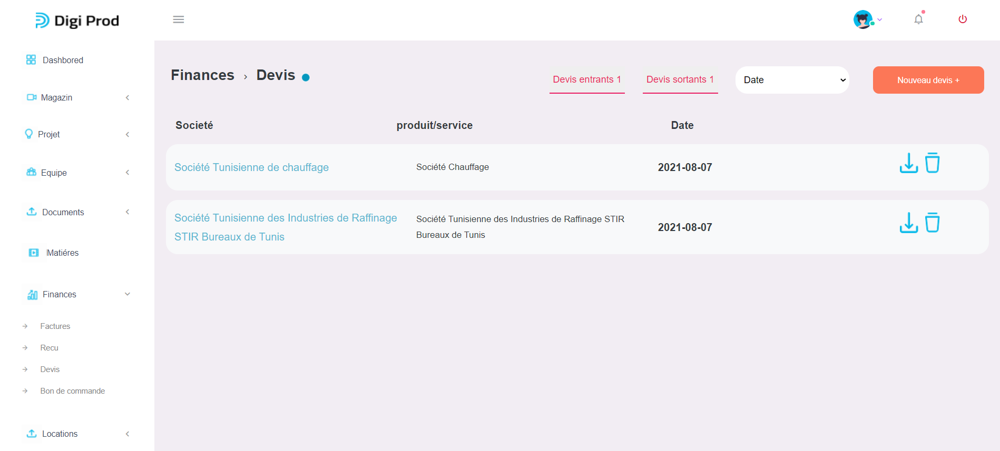 Digi Prod
Dashbored
Magazin
Projet
Equipe
Documents
Matiéres
Finances
Factures
Recu
Devis
Bon de commande
Locations
Finances › Devis
Devis entrants 1
Devis sortants 1
Date
Nouveau devis +
Societé
produit/service
Date
Société Tunisienne de chauffage
Société Chauffage
2021-08-07
Société Tunisienne des Industries de Raffinage
STIR Bureaux de Tunis
Société Tunisienne des Industries de Raffinage STIR
Bureaux de Tunis
2021-08-07